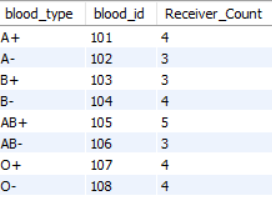 blood_type blood_id Receiver_Count
A+ 101 4
A- 102 3
B+ 103 3
B- 104 4
AB+ 105 5
AB- 106 3
O+ 107 4
O- 108 4